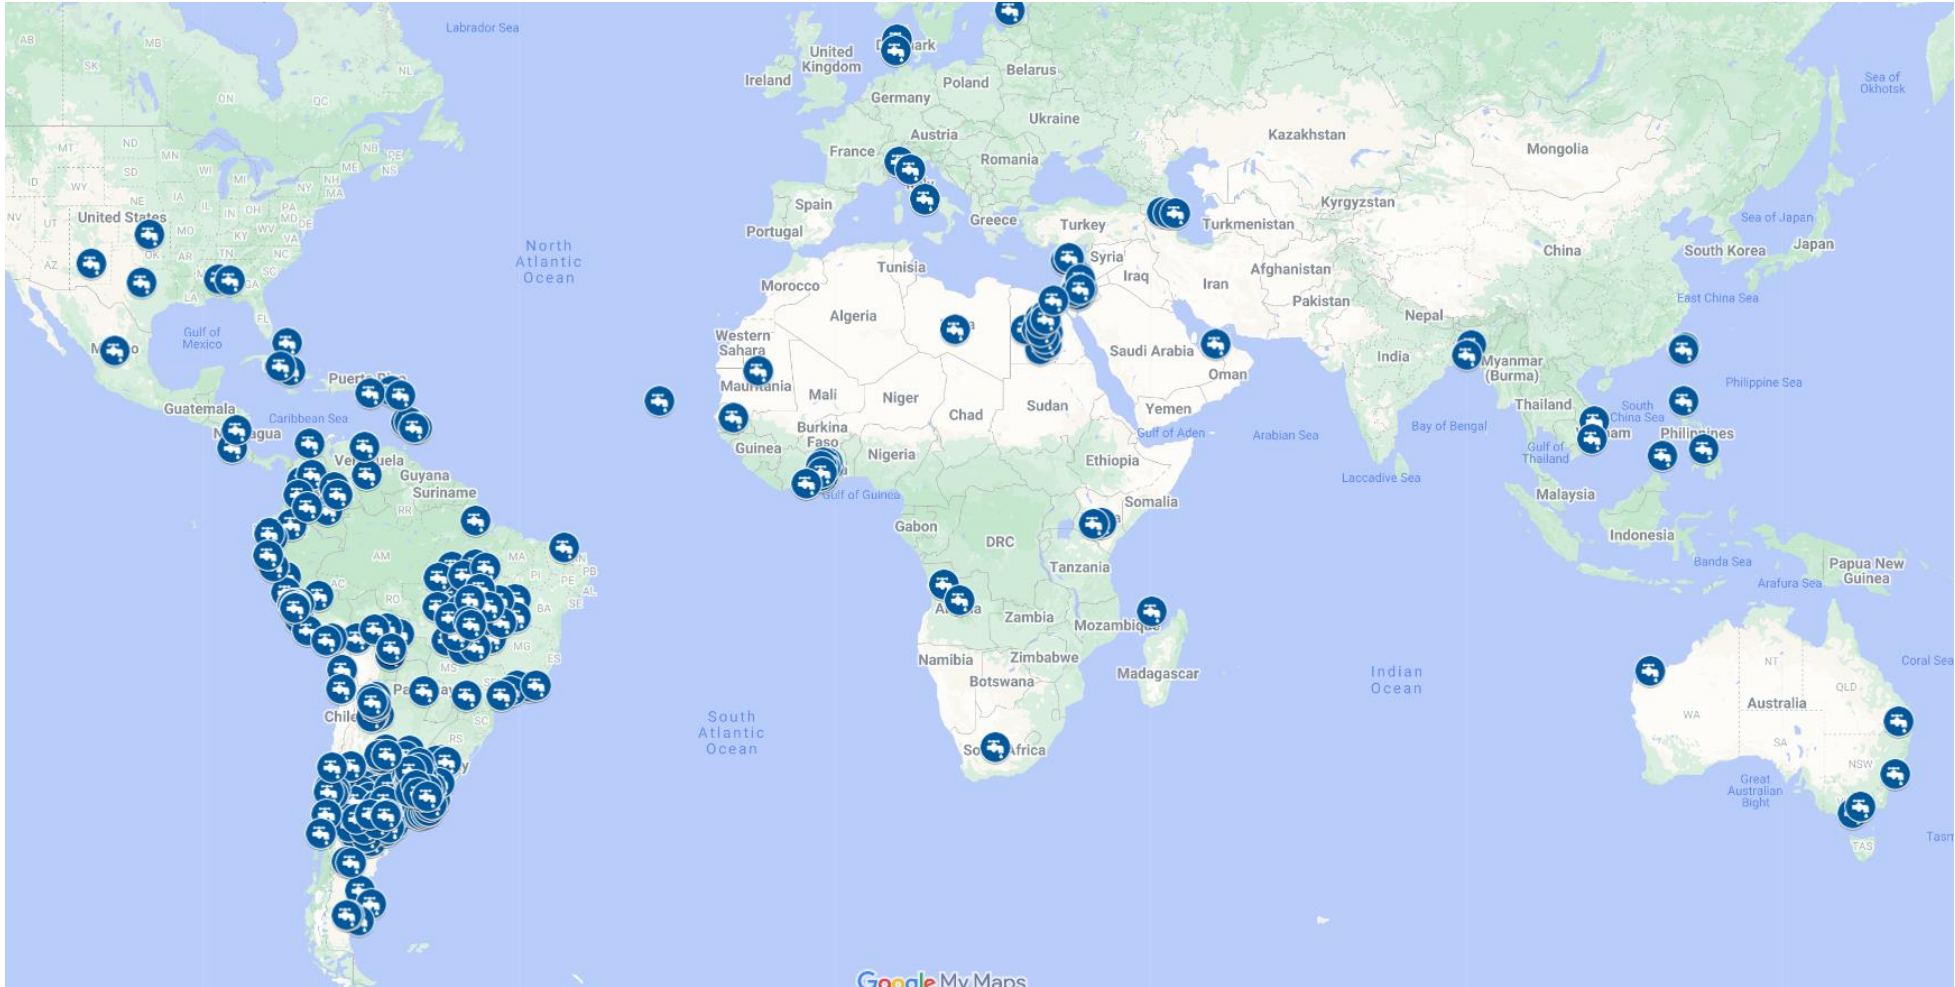 Labrador Sea
AB
MB
SK
NL
ON
QC
United
Kingdom
Ireland
Poland
Belarus
Germany
Ukraine
Austria
France
Romania
Kazakhstan
Mongolia
Sea of
Okhotsk
MT
ND
MN
NB
PE
NS
ME
WI
MI
NH
MA
NY
SD
ID
WY
IA
NE
IL
IN
OH
PA
MD
DE
NV
UT
United States
MO
KY
WV
VA
Spain
Portugal
Greece
Turkey
Turkmenistan
Kyrgyzstan
China
Sea of Japan
South Korea
Japan
North
Atlantic
Ocean
AZ
OK
AR
TN
NC
SC
GA
LA
FL
Tunisia
Morocco
Syria
Iraq
Iran
Afghanistan
Pakistan
Nepal
East China Sea
Gulf of
Mexico
Algeria
Western
Sahara
Saudi Arabia
India
Myanmar
(Burma)
Oman
Philippine Sea
Mali
Niger
Chad
Sudan
Yemen
Thailand
South
China Sea
Guatemala
Caribbean Sea
Burkina
Faso
Guinea
Nigeria
Gulf of Aden
Arabian Sea
Bay of Bengal
Gulf of
Thailand
Ethiopia
Guyana
Suriname
Gulf of Guinea
Laccadive Sea
Malaysia
Somalia
RR
Gabon
DRC
Indonesia
AM
MA
PI
PB
PE
AL
SE
AC
RO
BA
Tanzania
Banda Sea
Arafura Sea
Papua New
Guinea
Zambia
MG
ES
MS
Namibia
Zimbabwe
Botswana
Madagascar
Indian
Ocean
NT
Coral Sea
QLD
Australia
WA
SA
NSW
SC
RS
South
Atlantic
Ocean
Great
Australian
Bight
TAS
Google My Maps